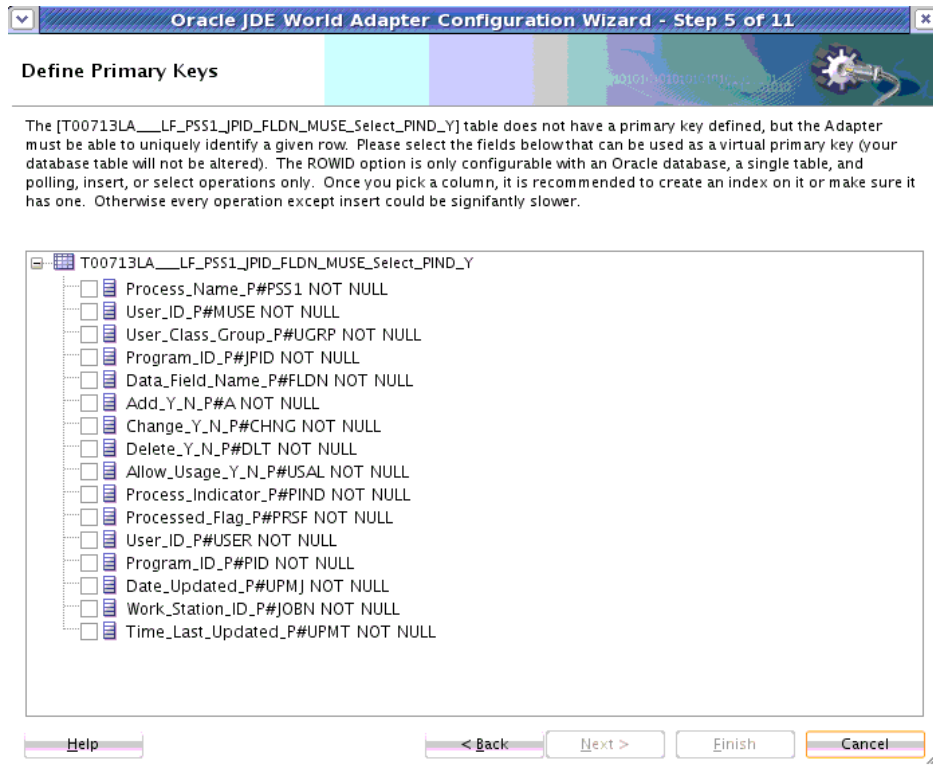 Oracle JDE World Adapter Configuration Wizard - Step 5 of 11
Define Primary Keys
The [T00713LA___LF_PSS1_JPID_FLDN_MUSE_Select_PIND_Y] table does not have a primary key defined, but the Adapter
must be able to uniquely identify a given row. Please select the fields below that can be used as a virtual primary key (your
database table will not be altered). The ROWID option is only configurable with an Oracle database, a single table, and
polling, insert, or select operations only. Once you pick a column, it is recommended to create an index on it or make sure it
has one. Otherwise every operation except insert could be signifantly slower.
T00713LA___LF_PSS1_JPID_FLDN_MUSE_Select_PIND_Y
Process_Name_P#PSS1 NOT NULL
User_ID_P#MUSE NOT NULL
User_Class_Group_P#UGRP NOT NULL
Program_ID_P#JPID NOT NULL
Data_Field_Name_P#FLDN NOT NULL
Add_Y_N_P#A NOT NULL
Change_Y_N_P#CHNG NOT NULL
Delete_Y_N_P#DLT NOT NULL
Allow_Usage_Y_N_P#USAL NOT NULL
Process_Indicator_P#PIND NOT NULL
Processed_Flag_P#PRSF NOT NULL
User_ID_P#USER NOT NULL
Program_ID_P#PID NOT NULL
Date_Updated_P#UPMJ NOT NULL
Work_Station_ID_P#JOBN NOT NULL
Time_Last_Updated_P#UPMT NOT NULL
Help
< Back
Next >
Finish
Cancel